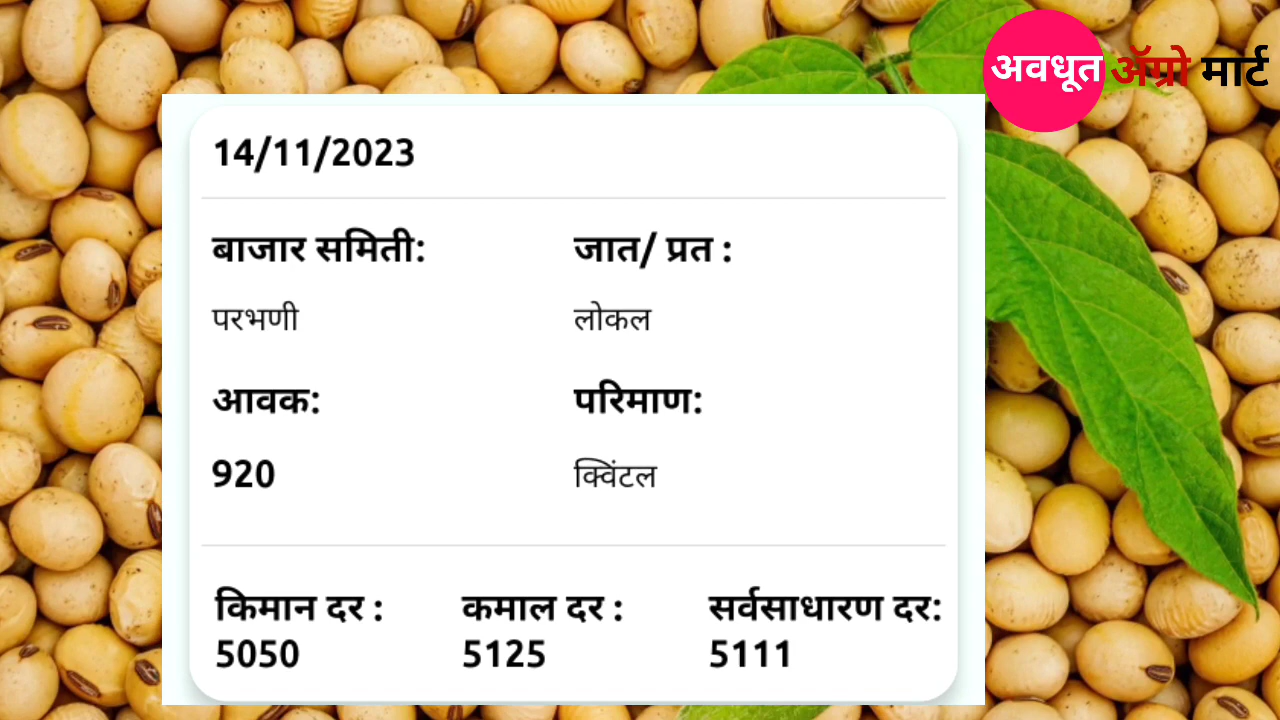 अवधूत ॲग्रो मार्ट
14/11/2023
बाजार समिती: जात/ प्रत :
परभणी लोकल
आवक: परिमाण:
920 क्विंटल
किमान दर : कमाल दर : सर्वसाधारण दर:
5050 5125 5111